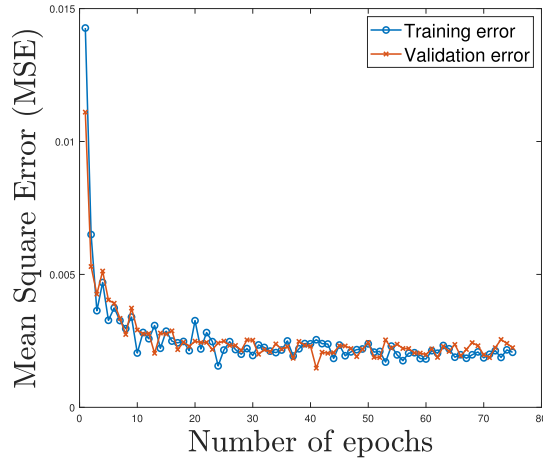 0.015
Training error
Validation error
0.01
0.005
0
0 10 20 30 40 50 60 70 80
Mean Square Error (MSE)
Number of epochs